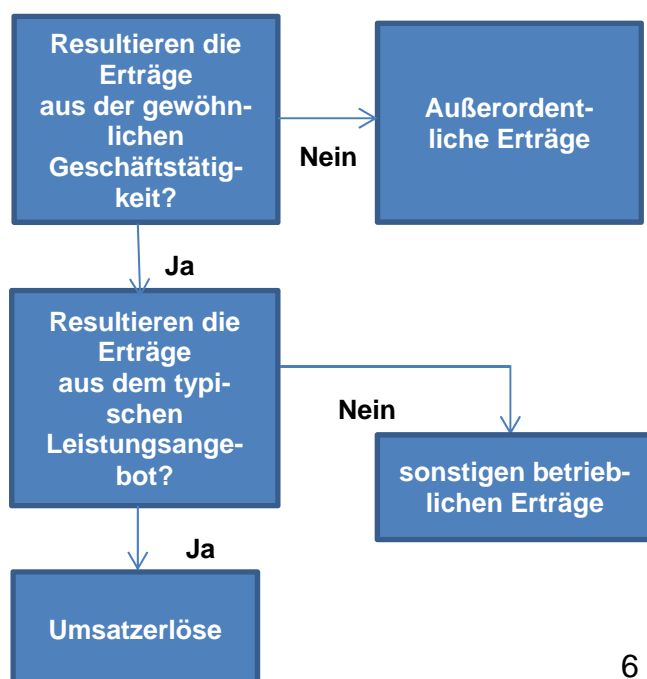 Resultieren die
Erträge
aus der gewöhn-
lichen
Geschäftstätig-
keit?
Nein
Außerordent-
liche Erträge
Ja
Resultieren die
Erträge
aus dem typi-
schen
Leistungsange-
bot?
Nein
sonstigen betrieb-
lichen Erträge
Ja
Umsatzerlöse
6